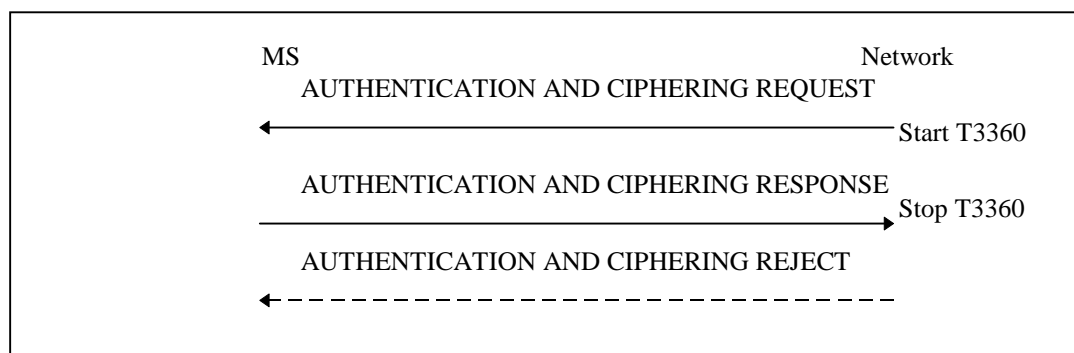 MS Network
AUTHENTICATION AND CIPHERING REQUEST
Start T3360
AUTHENTICATION AND CIPHERING RESPONSE
Stop T3360
AUTHENTICATION AND CIPHERING REJECT